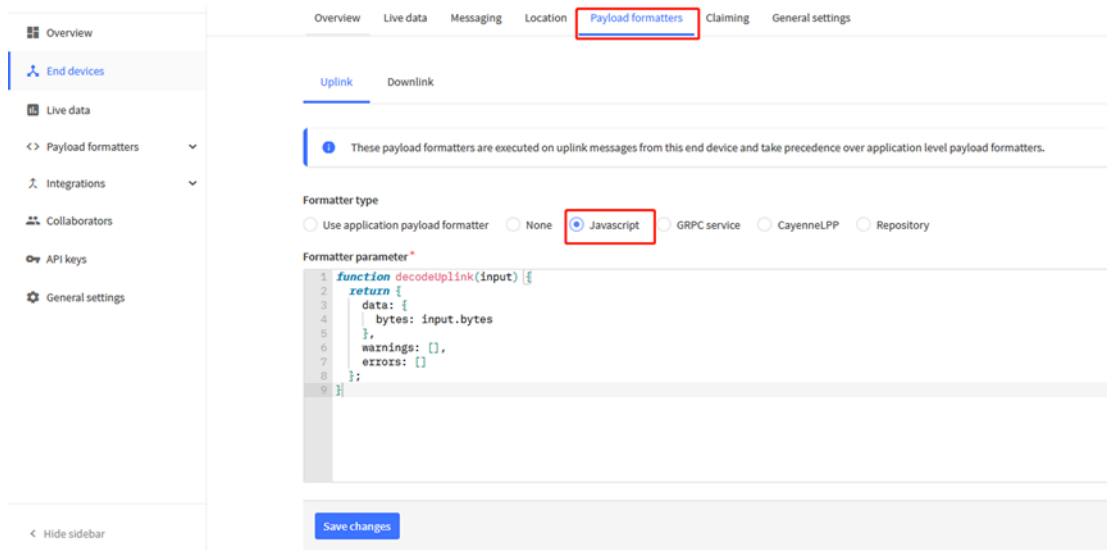 Overview Live data Messaging Location Payload formatters Claiming General settings
Overview
End devices
Live data
Payload formatters
Integrations
Collaborators
API keys
General settings
Hide sidebar
Uplink Downlink
These payload formatters are executed on uplink messages from this end device and take precedence over application level payload formatters.
Formatter type
Use application payload formatter None Javascript GRPC service CayenneLPP Repository
Formatter parameter*
1 function decodeUplink(input) {
2 return {
3 data: {
4 bytes: input.bytes
5 },
6 warnings: [],
7 errors: []
8 };
9 }
Save changes